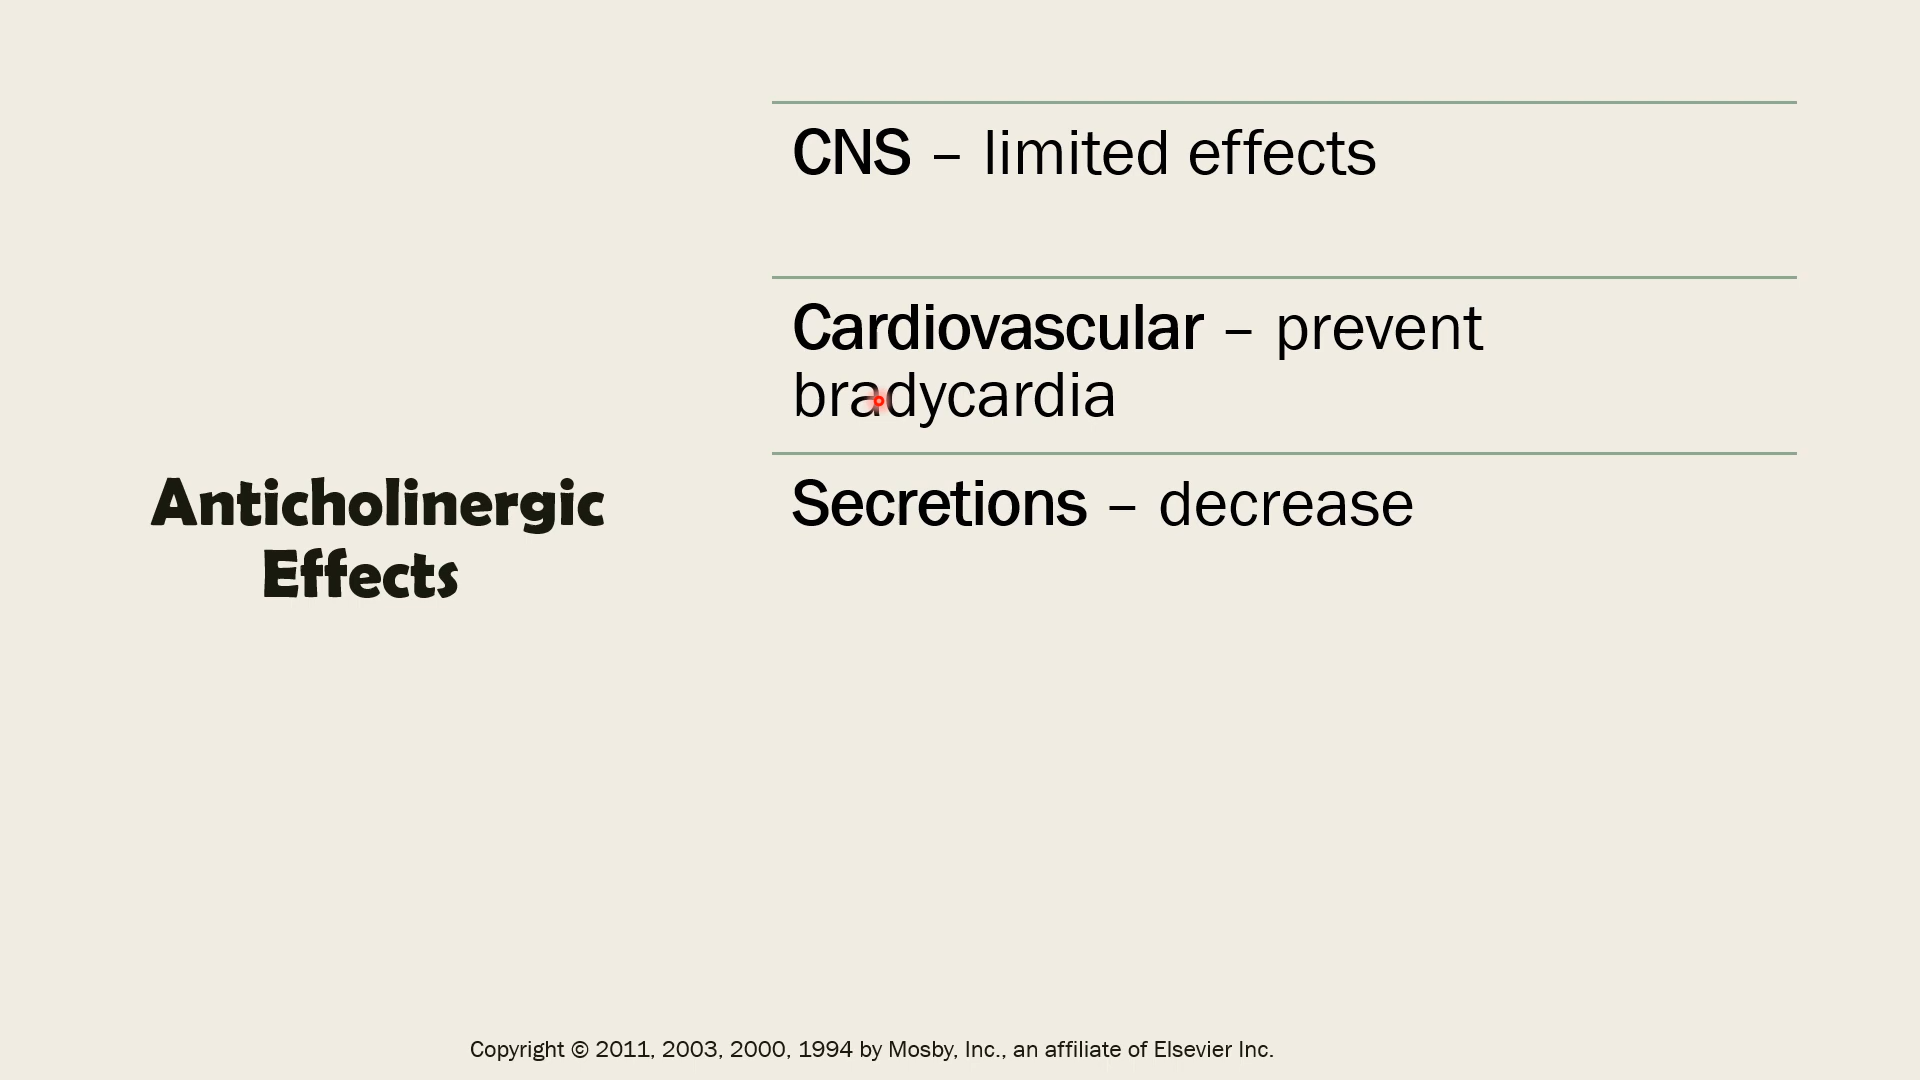 CNS – limited effects
Cardiovascular – prevent
bradycardia
Secretions – decrease
Anticholinergic
Effects
Copyright © 2011, 2003, 2000, 1994 by Mosby, Inc., an affiliate of Elsevier Inc.